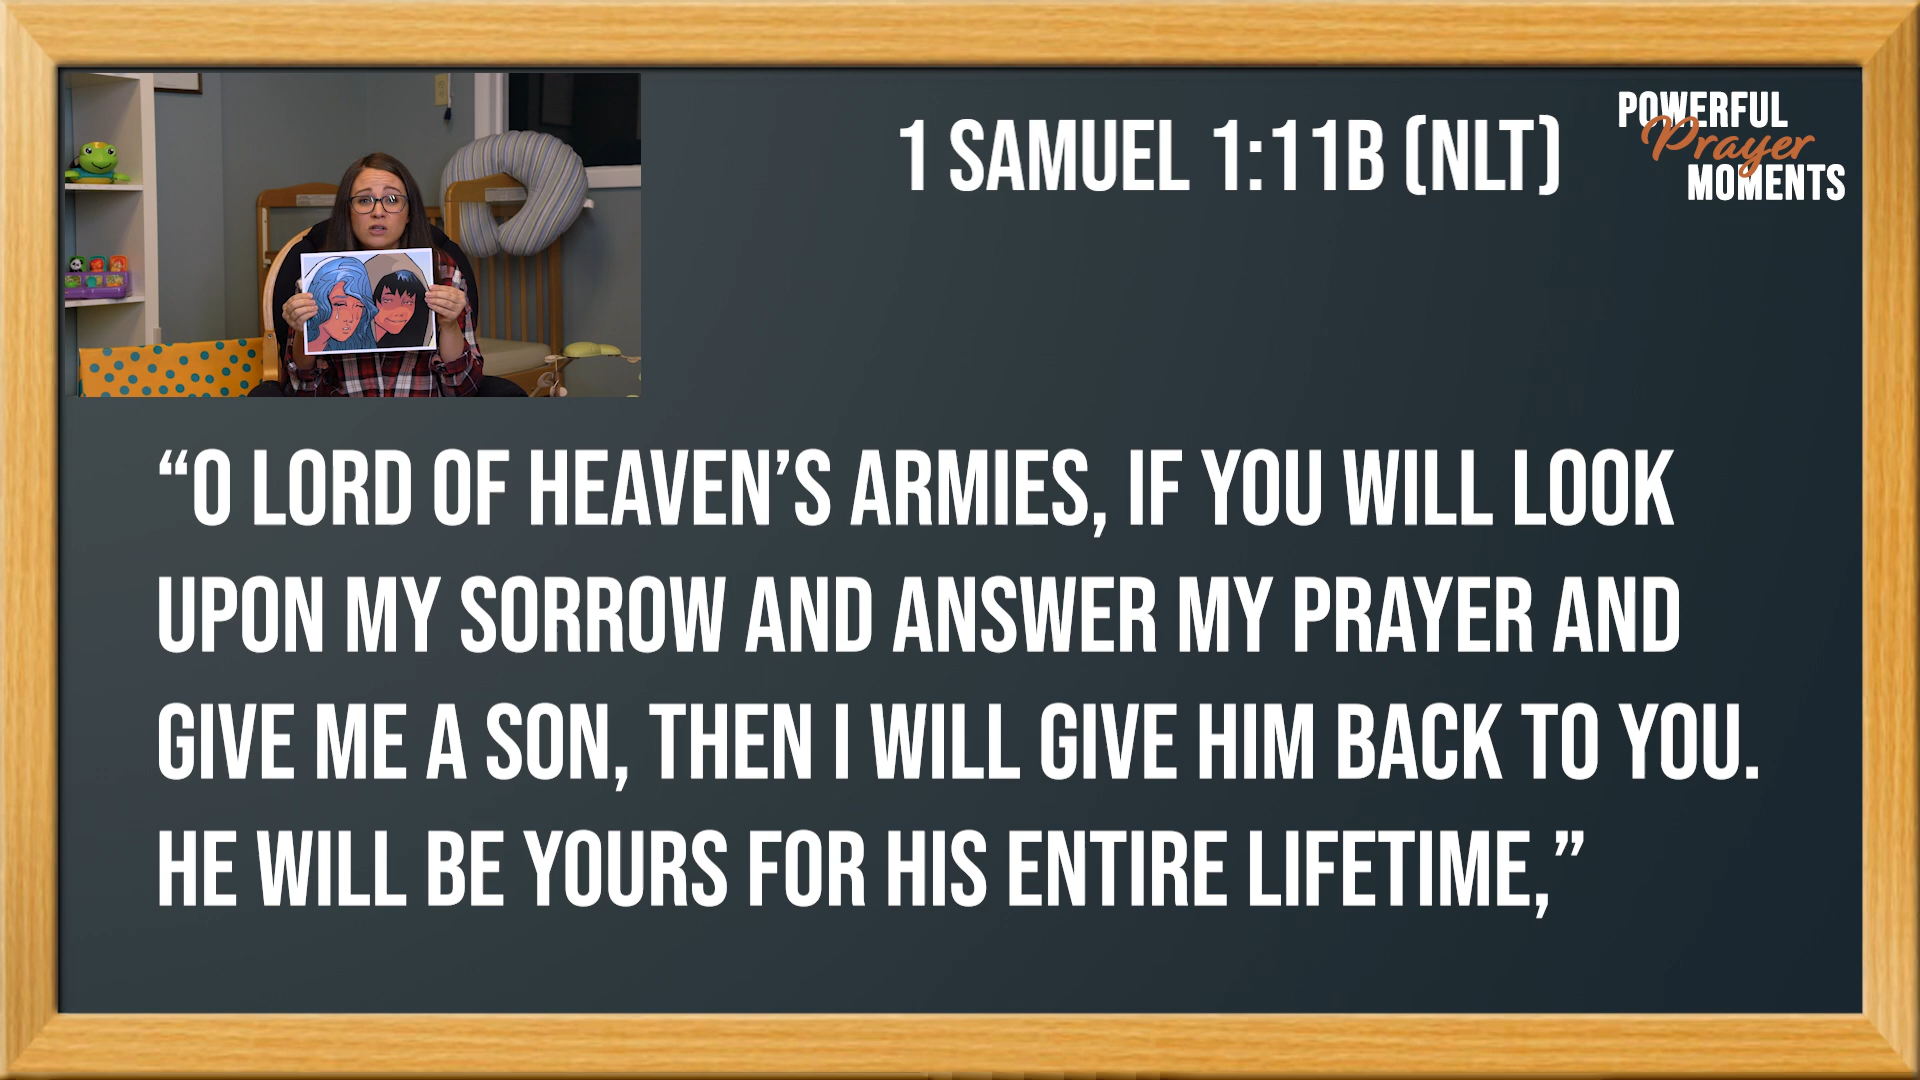 1 SAMUEL 1:11B (NLT)
POWERFUL
Prayer
MOMENTS
“O LORD OF HEAVEN’S ARMIES, IF YOU WILL LOOK
UPON MY SORROW AND ANSWER MY PRAYER AND
GIVE ME A SON, THEN I WILL GIVE HIM BACK TO YOU.
HE WILL BE YOURS FOR HIS ENTIRE LIFETIME,”